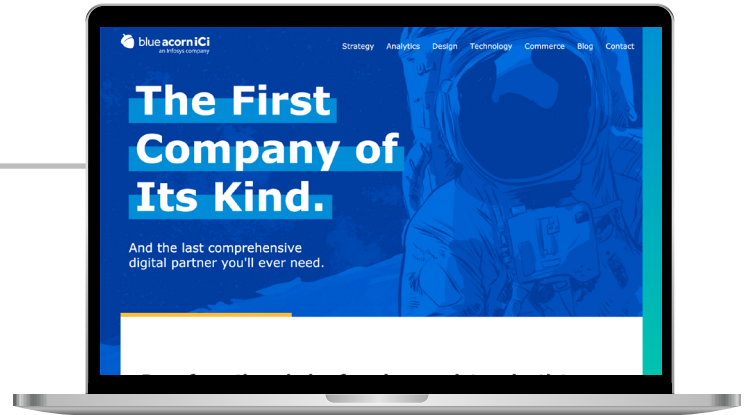 blue acorn iCi
an Infosys company
Strategy Analytics Design Technology Commerce Blog Contact
The First
Company of
Its Kind.
And the last comprehensive
digital partner you'll ever need.